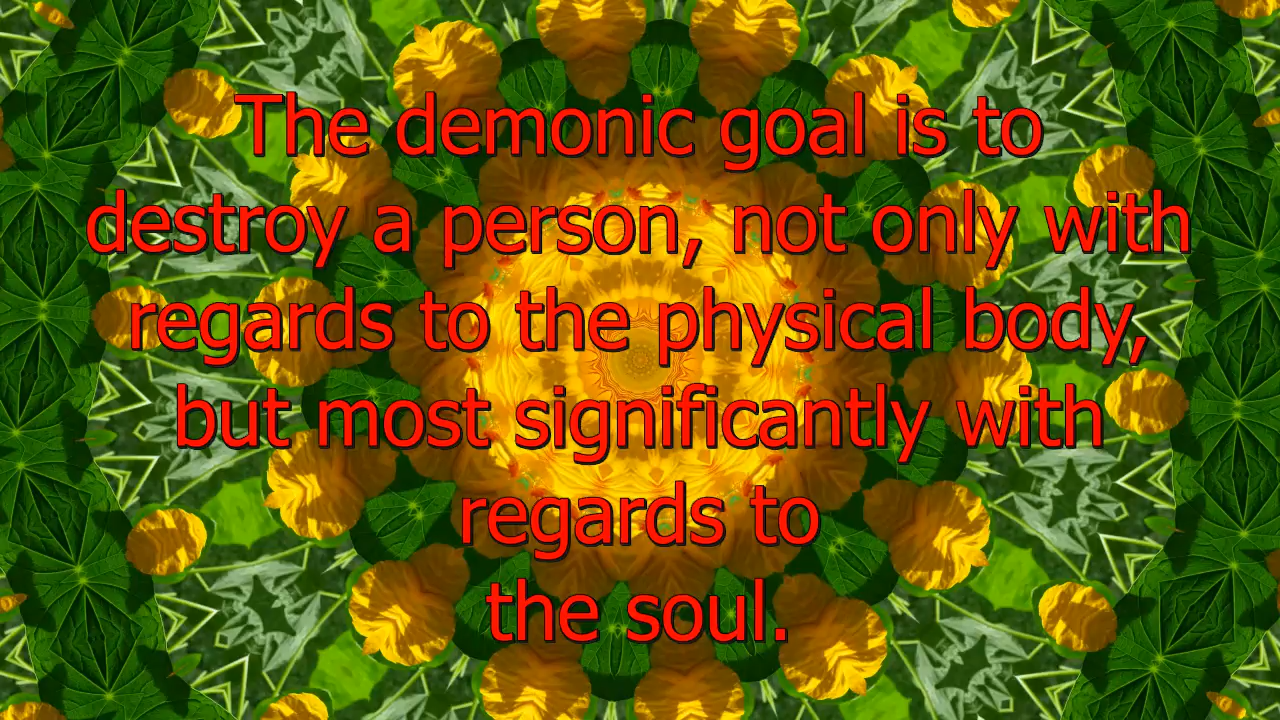 The demonic goal is to
destroy a person, not only with
regards to the physical body,
but most significantly with
regards to
the soul.